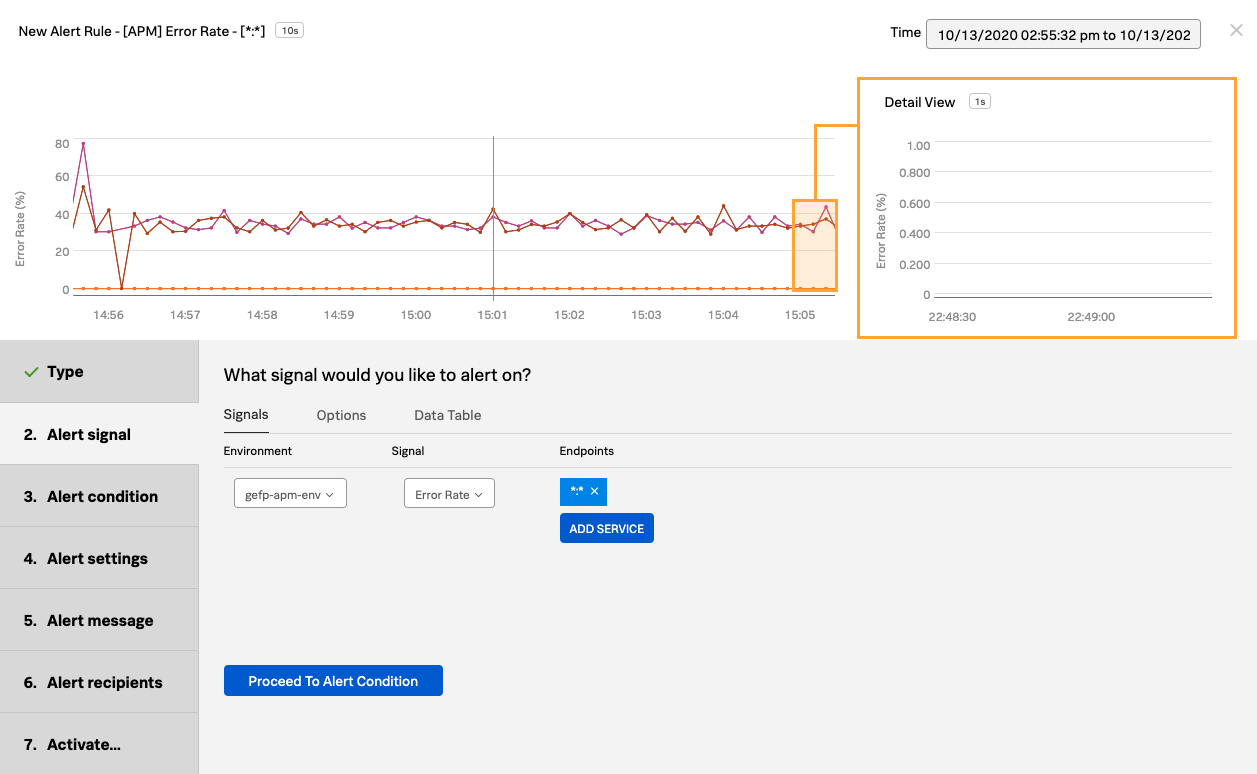 New Alert Rule - [APM] Error Rate - [*:*] 10s
Time 10/13/2020 02:55:32 pm to 10/13/202
Detail View 1s
Error Rate (%)
80
60
40
20
0
14:56 14:57 14:58 14:59 15:00 15:01 15:02 15:03 15:04 15:05
Error Rate (%)
1.00
0.800
0.600
0.400
0.200
0
22:48:30 22:49:00
Type
2. Alert signal
3. Alert condition
4. Alert settings
5. Alert message
6. Alert recipients
7. Activate...
What signal would you like to alert on?
Signals Options Data Table
Environment Signal Endpoints
gefp-apm-env Error Rate *:* ×
ADD SERVICE
Proceed To Alert Condition